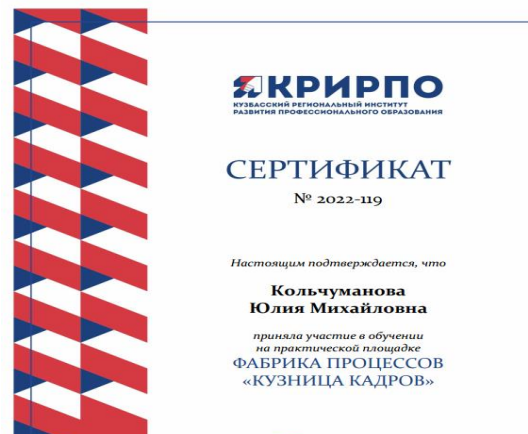 КРИРПО
КУЗБАССКИЙ РЕГИОНАЛЬНЫЙ ИНСТИТУТ
РАЗВИТИЯ ПРОФЕССИОНАЛЬНОГО ОБРАЗОВАНИЯ
СЕРТИФИКАТ
№ 2022-119
Настоящим подтверждается, что
Кольчуманова
Юлия Михайловна
приняла участие в обучении
на практической площадке
ФАБРИКА ПРОЦЕССОВ
«КУЗНИЦА КАДРОВ»